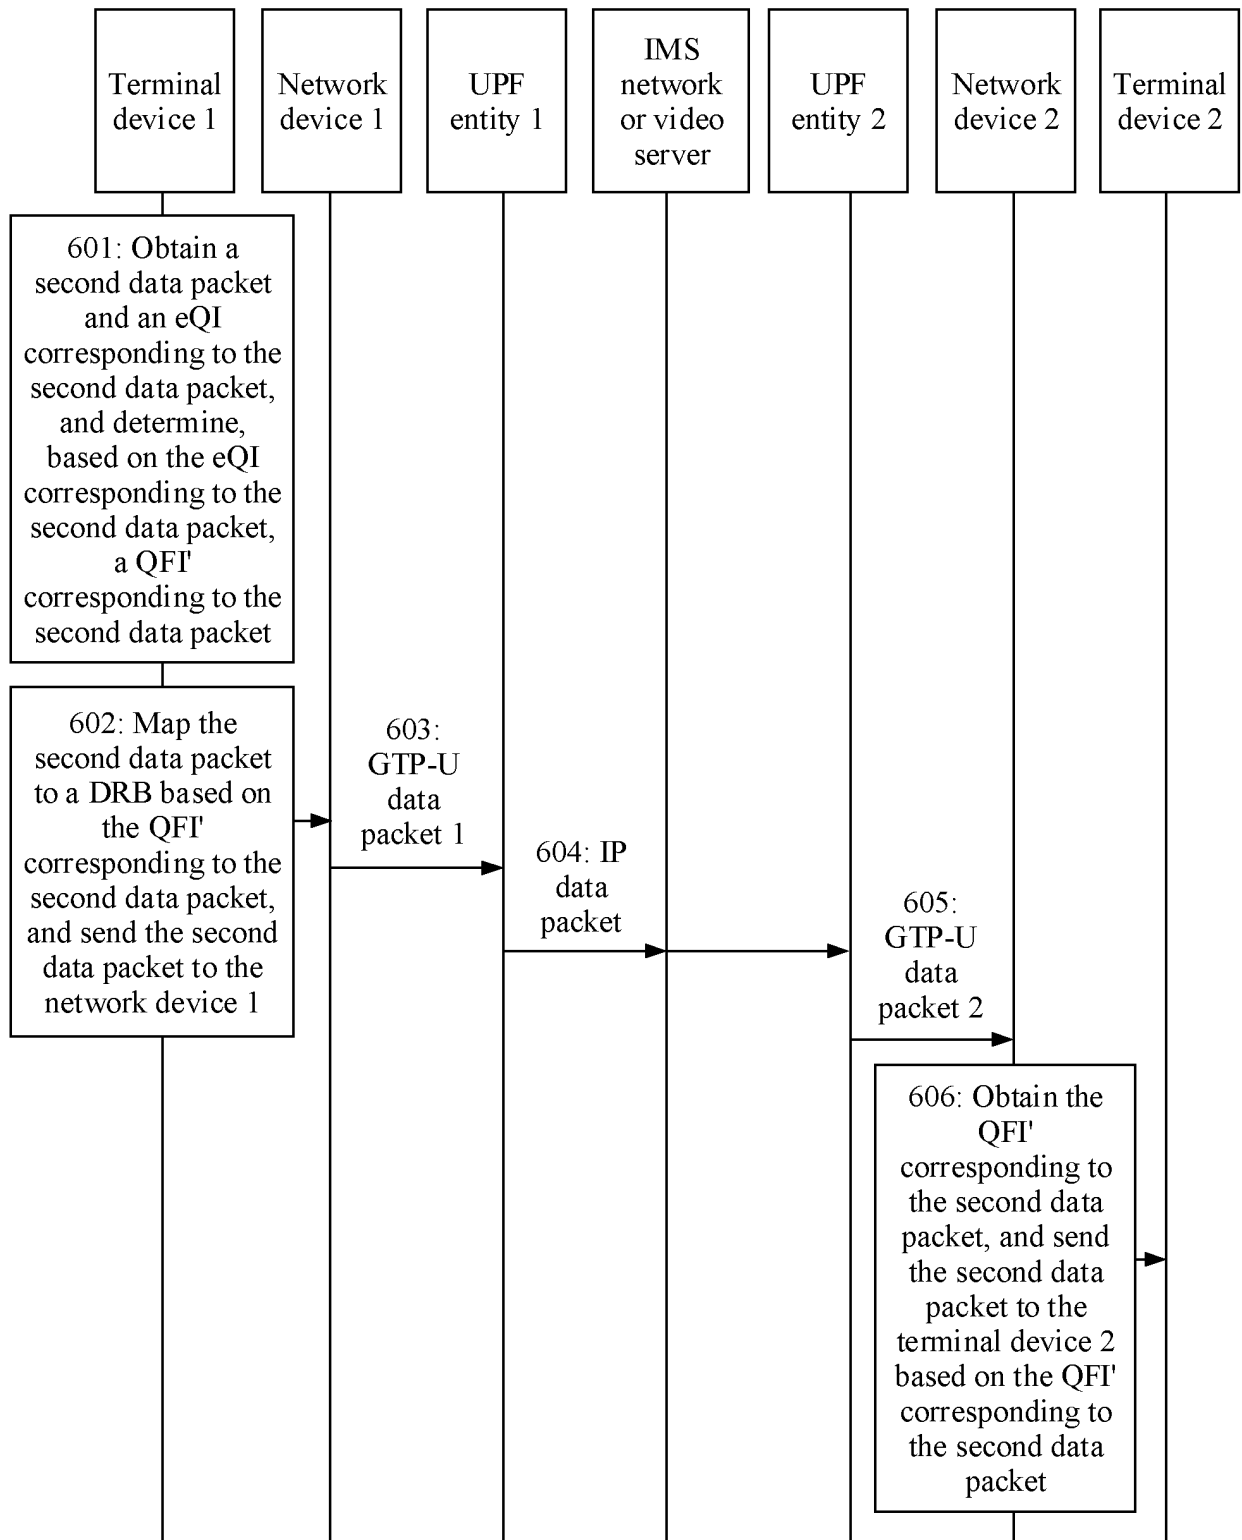 Terminal
device 1
Network
device 1
UPF
entity 1
IMS
network
or video
server
UPF
entity 2
Network
device 2
Terminal
device 2
601: Obtain a
second data packet
and an eQI
corresponding to the
second data packet,
and determine,
based on the eQI
corresponding to the
second data packet,
a QFI'
corresponding to the
second data packet
602: Map the
second data packet
to a DRB based on
the QFI'
corresponding to the
second data packet,
and send the second
data packet to the
network device 1
603:
GTP-U
data
packet 1
604: IP
data
packet
605:
GTP-U
data
packet 2
606: Obtain the
QFI'
corresponding to
the second data
packet, and send
the second data
packet to the
terminal device 2
based on the QFI'
corresponding to
the second data
packet